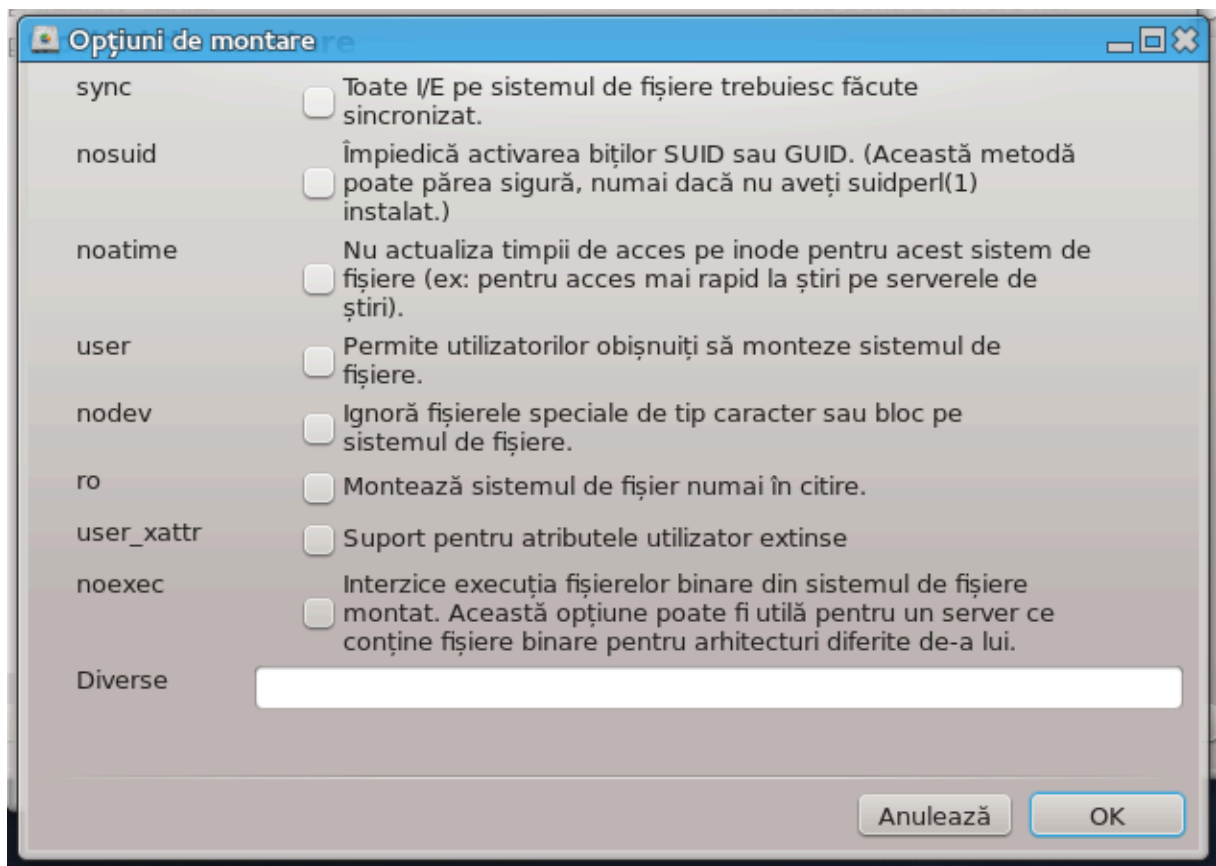 Opțiuni de montare
sync
Toate I/E pe sistemul de fișiere trebuiesc făcute
sincronizat.
nosuid
Împiedică activarea biților SUID sau GUID. (Această metodă
poate părea sigură, numai dacă nu aveți suidperl(1)
instalat.)
noatime
Nu actualiza timpii de acces pe inode pentru acest sistem de
fișiere (ex: pentru acces mai rapid la știri pe serverele de
știri).
user
Permite utilizatorilor obișnuiți să monteze sistemul de
fișiere.
nodev
Ignoră fișierele speciale de tip caracter sau bloc pe
sistemul de fișiere.
ro
Montează sistemul de fișier numai în citire.
user_xattr
Suport pentru atributele utilizator extinse
noexec
Interzice execuția fișierelor binare din sistemul de fișiere
montat. Această opțiune poate fi utilă pentru un server ce
conține fișiere binare pentru arhitecturi diferite de-a lui.
Diverse
Anulează
OK